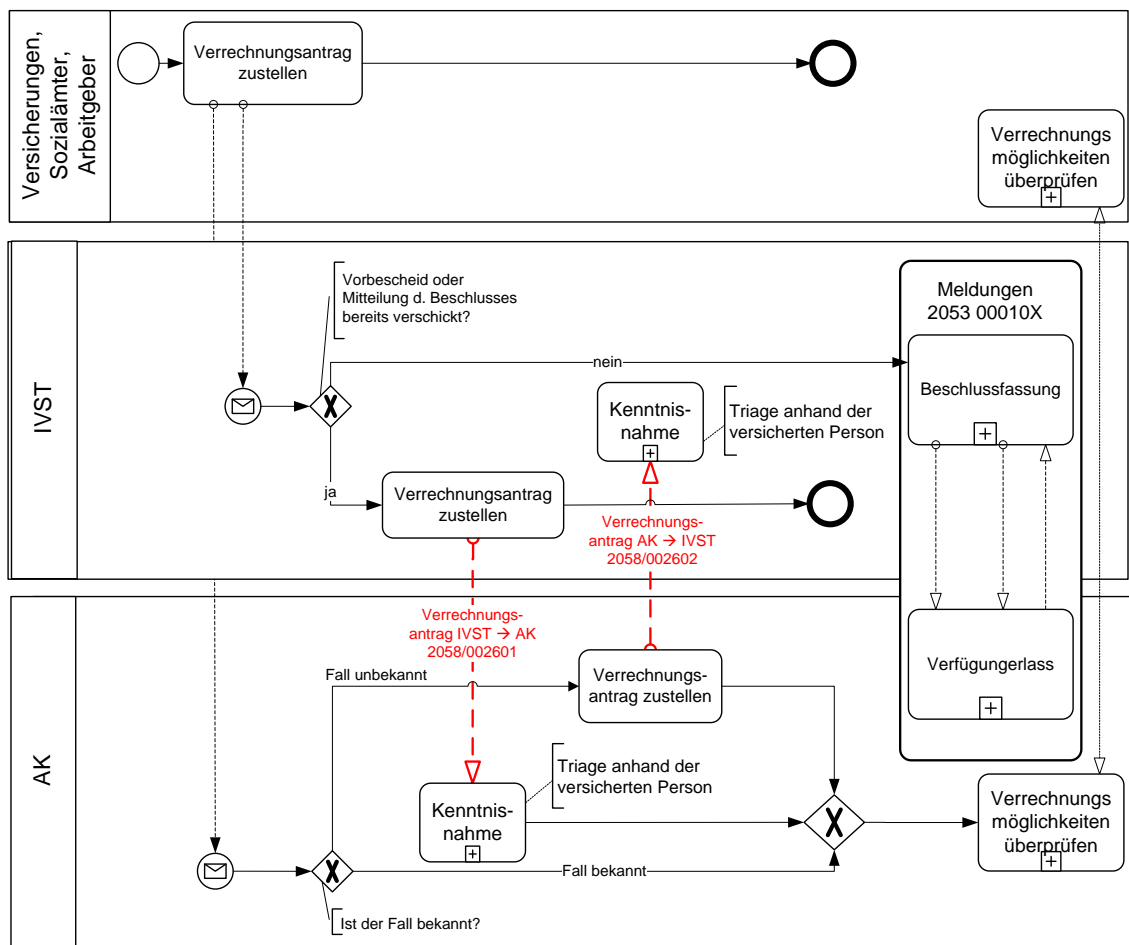 Versicherungen,
Sozialämter,
Arbeitgeber
Verrechnungsantrag
zustellen
Verrechnungs
möglichkeiten
überprüfen
IVST
Vorbescheid oder
Mitteilung d. Beschlusses
bereits verschickt?
nein
ja
Verrechnungsantrag
zustellen
Kenntnis-
nahme
Triage anhand der
versicherten Person
Verrechnungs-
antrag AK → IVST
2058/002602
Meldungen
2053 00010X
Beschlussfassung
Verfügungerlass
AK
Verrechnungs-
antrag IVST → AK
2058/002601
Fall unbekannt
Verrechnungs-
antrag zustellen
Kenntnis-
nahme
Triage anhand der
versicherten Person
Fall bekannt
Ist der Fall bekannt?
Verrechnungs
möglichkeiten
überprüfen